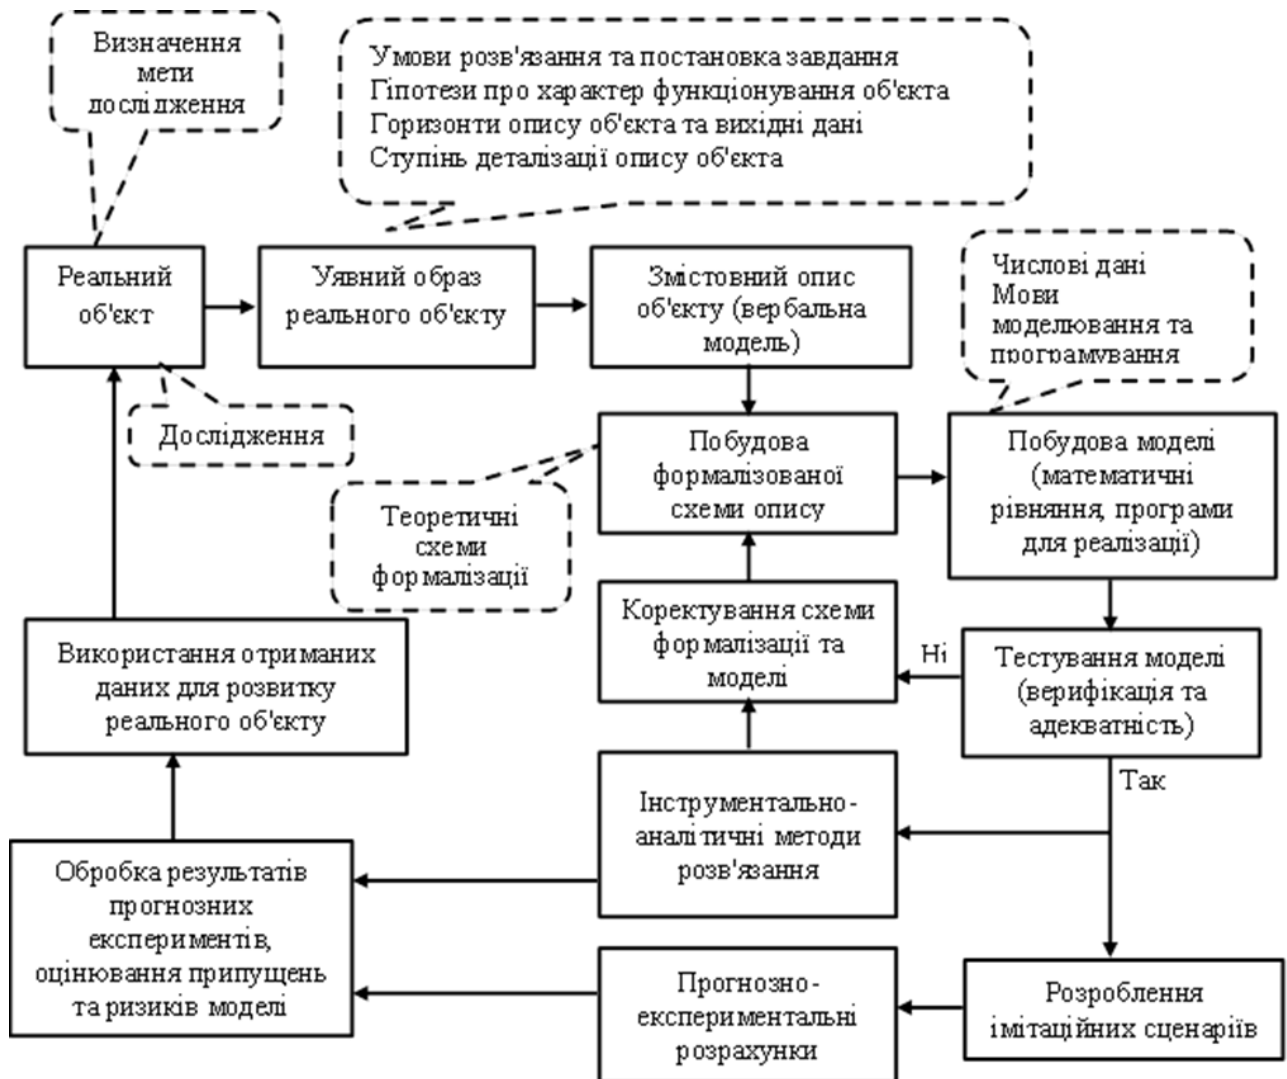 Визначення
мети
дослідження
Умови розв'язання та постановка завдання
Гіпотези про характер функціонування об'єкта
Горизонти опису об'єкта та вихідні дані
Ступінь деталізації опису об'єкта
Реальний
об'єкт
Уявний образ
реального об'єкту
Змістовний опис
об'єкту (вербальна
модель)
Числові дані
Мови
моделювання та
програмування
Дослідження
Теоретичні
схеми
формалізації
Побудова
формалізованої
схеми опису
Побудова моделі
(математичні
рівняння, програми
для реалізації)
Коректування схеми
формалізації та
моделі
Ні
Тестування моделі
(верифікація та
адекватність)
Так
Використання отриманих
даних для розвитку
реального об'єкту
Інструментально-
аналітичні методи
розв'язання
Обробка результатів
прогнозних
експериментів,
оцінювання припущень
та ризиків моделі
Прогнозно-
експериментальні
розрахунки
Розроблення
імітаційних сценаріїв